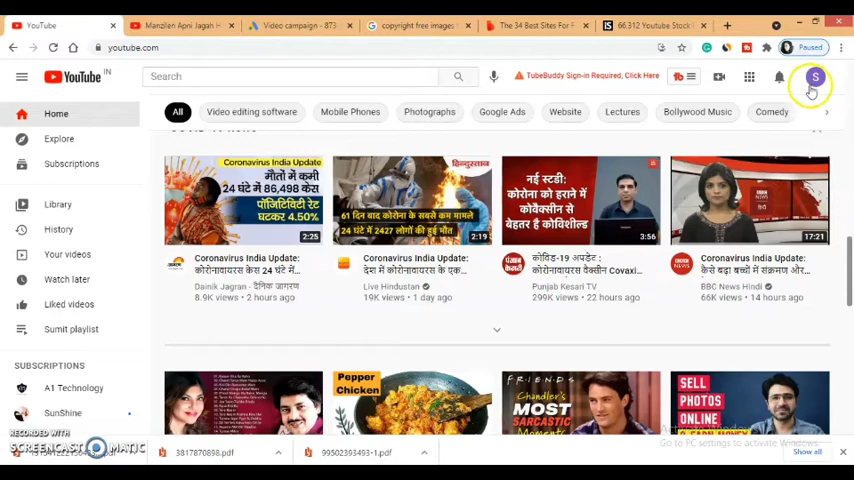 YouTube
Manzilen Apni Jagah H
Video campaign - 873-
copyright free images f
The 34 Best Sites For F
66,312 Youtube Stock
youtube.com
Paused
YouTube IN
Search
TubeBuddy Sign-in Required, Click Here
S
Home
Explore
Subscriptions
Library
History
Your videos
Watch later
Liked videos
Sumit playlist
SUBSCRIPTIONS
A1 Technology
SunShine
All
Video editing software
Mobile Phones
Photographs
Google Ads
Website
Lectures
Bollywood Music
Comedy
Coronavirus India Update
मौतों में कमी
24 घंटे में 86,498 केस
पॉजिटिविटी रेट
घटकर 4.50%
2:25
हिन्दुस्तान
61 दिन बाद कोरोना के सबसे कम मामले
24 घंटे में 2427 लोगों की हुई मौत
2:19
नई स्टडी:
कोरोना को हराने में
कोवैक्सीन से
बेहतर है कोविशील्ड
3:56
17:21
Coronavirus India Update:
कोरोनावायरस केस 24 घंटे में...
Dainik Jagran - दैनिक जागरण
8.9K views • 2 hours ago
Coronavirus India Update:
देश में कोरोनावायरस के एक...
Live Hindustan
19K views • 1 day ago
कोविड-19 अपडेट :
कोरोनावायरस वैक्सीन Covaxi...
Punjab Kesari TV
299K views • 22 hours ago
Coronavirus India Update:
कैसे बढ़ा बच्चों में संक्रमण और...
BBC News Hindi
66K views • 14 hours ago
Pepper
Chicken
FRIENDS
CHANDLER'S
MOST
SARCASTIC
MOMENTS
SELL
PHOTOS
ONLINE
Activate Windows
Go to PC settings to activate Windows.
RECORDED WITH
SCREENCAST MATIC
3817870898.pdf
99502393493-1.pdf
Show all